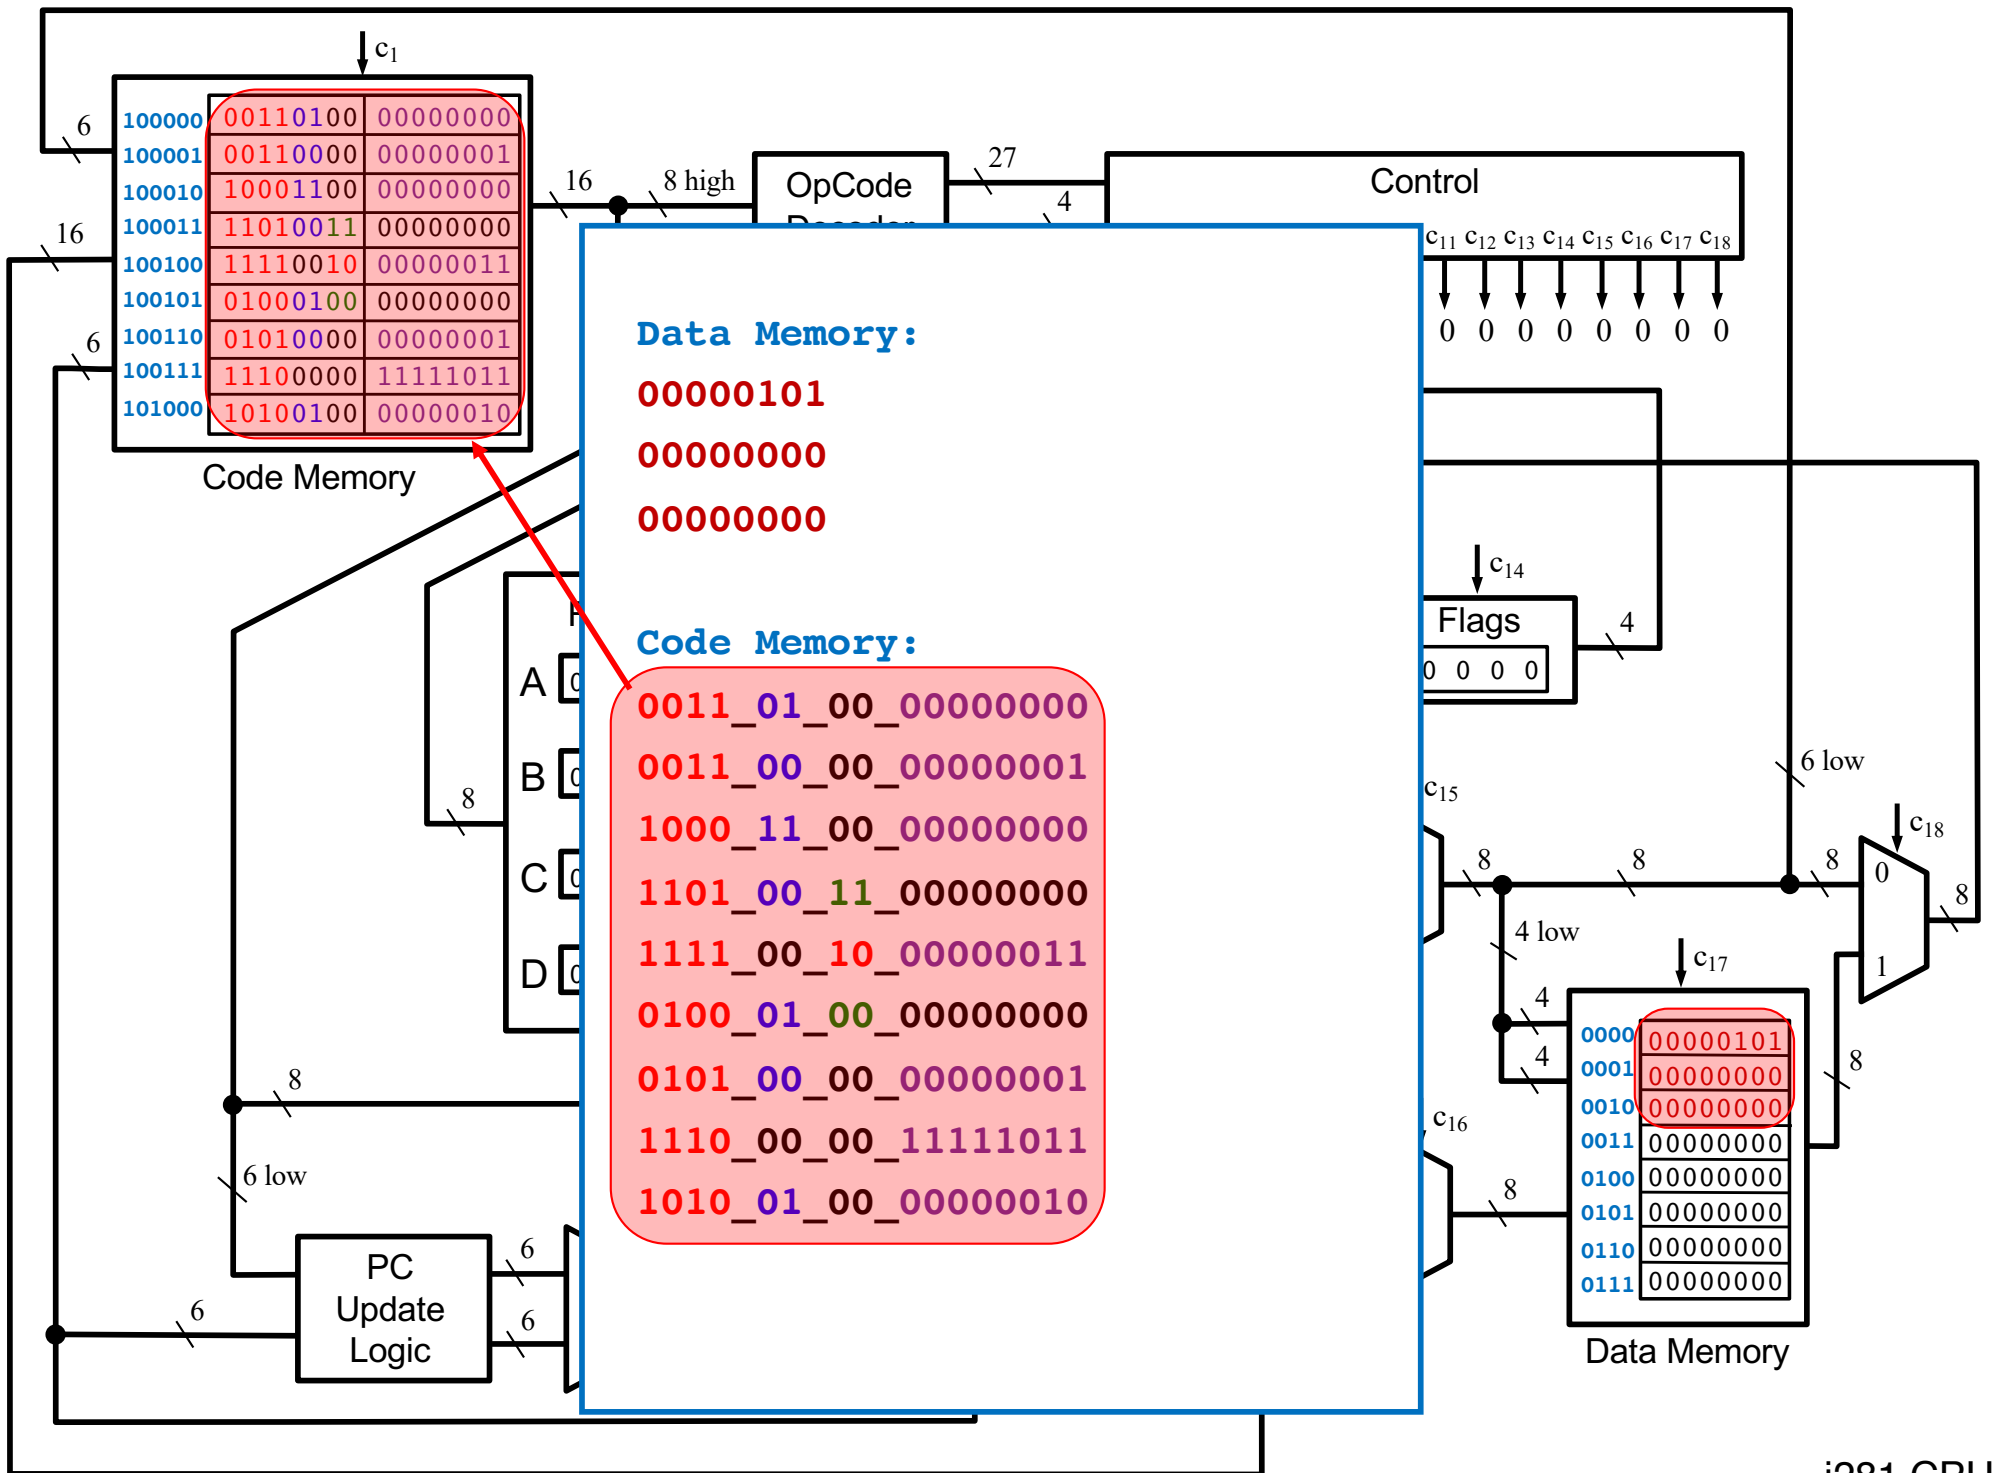 c1
6
16
6
100000 00110100 00000000
100001 00110000 00000001
100010 10001100 00000000
100011 11010011 00000000
100100 11110010 00000011
100101 01000100 00000000
100110 01010000 00000001
100111 11100000 11111011
101000 10100100 00000010
Code Memory
16
8 high
OpCode
Decoder
27
4
Control
c11 c12 c13 c14 c15 c16 c17 c18
0 0 0 0 0 0 0 0
Data Memory:
00000101
00000000
00000000
Code Memory:
0011_01_00_00000000
0011_00_00_00000001
1000_11_00_00000000
1101_00_11_00000000
1111_00_10_00000011
0100_01_00_00000000
0101_00_00_00000001
1110_00_00_11111011
1010_01_00_00000010
A
B
C
D
8
8
6 low
6
PC
Update
Logic
6
6
c14
Flags
0 0 0 0
4
6 low
c15
8
8
8
c18
0
1
8
4 low
4
4
c17
0000 00000101
0001 00000000
0010 00000000
0011 00000000
0100 00000000
0101 00000000
0110 00000000
0111 00000000
Data Memory
8
c16
8
i281 CPU